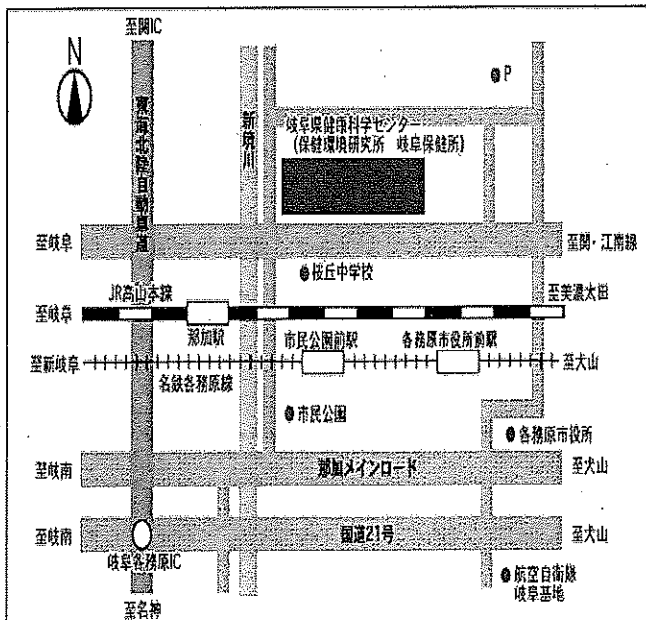 至関IC
N
P
東海北陸自動車道
新境川
岐阜県健康科学センター
(保健環境研究所 岐阜保健所)
至岐阜
至関・江南線
桜丘中学校
JR高山本線
至美濃太田
至岐阜
那加駅
市民公園前駅
各務原市役所前駅
至新岐阜
至犬山
名鉄各務原線
市民公園
各務原市役所
至岐南
那加メインロード
至犬山
至岐南
国道21号
至犬山
岐阜各務原IC
航空自衛隊
岐阜基地
至名神